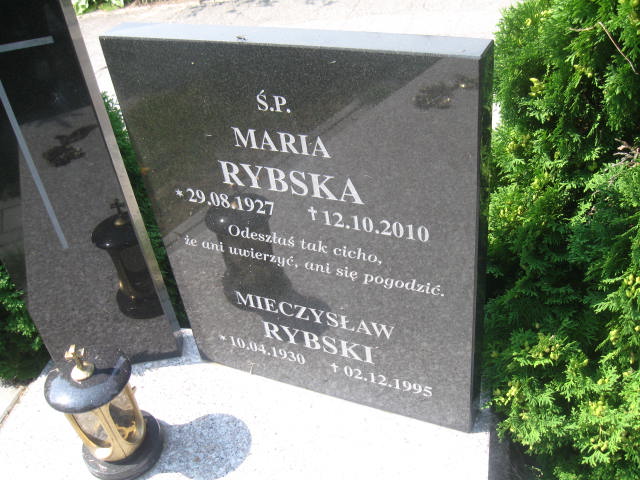 Ś.P.
MARIA
RYBSKA
*29.08.1927 †12.10.2010
Odeszłaś tak cicho,
że ani uwierzyć, ani się pogodzić.
MIECZYSŁAW
RYBSKI
*10.04.1930 †02.12.1995